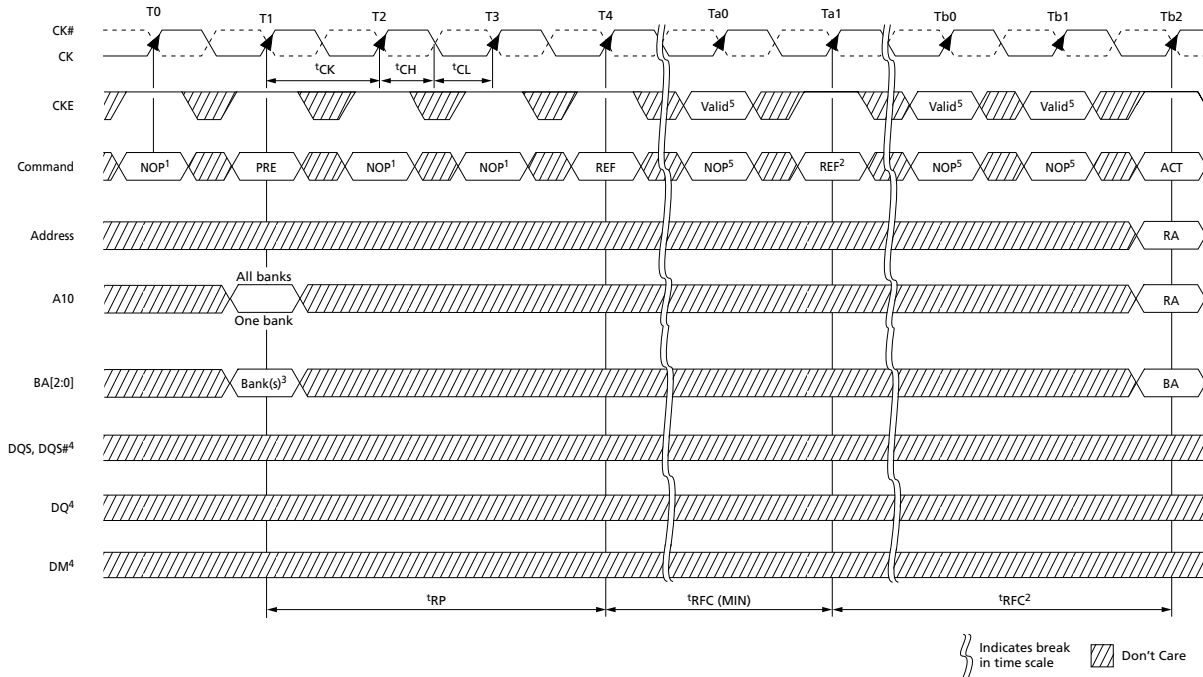 T0 T1 T2 T3 T4 Ta0 Ta1 Tb0 Tb1 Tb2
CK#
CK
tCK tCH tCL
CKE Valid5 Valid5 Valid5
Command NOP1 PRE NOP1 NOP1 REF NOP5 REF2 NOP5 NOP5 ACT
Address RA
All banks
A10 RA
One bank
BA[2:0] Bank(s)3 BA
DQS, DQS#4
DQ4
DM4
tRP tRFC (MIN) tRFC2
Indicates break
in time scale
Don't Care